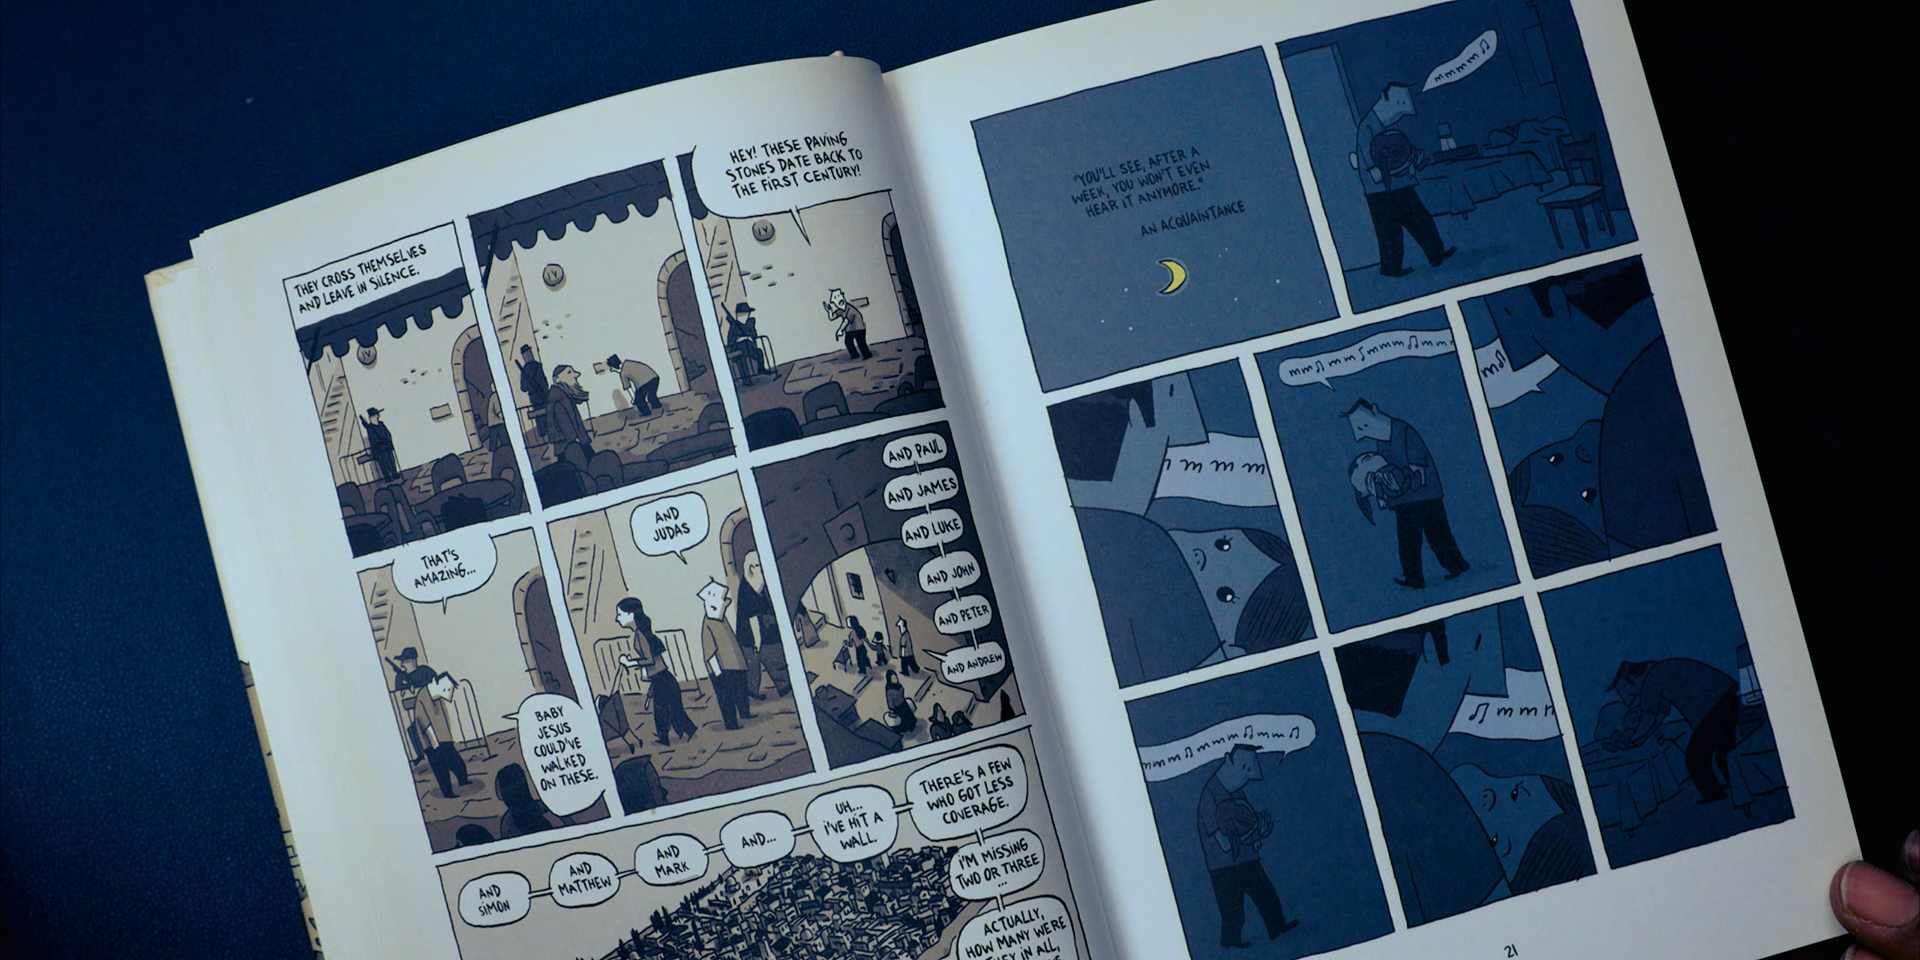 THEY CROSS THEMSELVES
AND LEAVE IN SILENCE.
IV
IV
HEY! THESE PAVING
STONES DATE BACK TO
THE FIRST CENTURY!
IV
THAT'S
AMAZING...
BABY
JESUS
COULD'VE
WALKED
ON THESE.
AND
JUDAS
AND PAUL
AND JAMES
AND LUKE
AND JOHN
AND PETER
AND ANDREW
AND
SIMON
AND
MATTHEW
AND
MARK
AND...
UH...
I'VE HIT A
WALL.
THERE'S A FEW
WHO GOT LESS
COVERAGE.
I'M MISSING
TWO OR THREE
...
ACTUALLY,
HOW MANY WERE
THEY IN ALL,
"YOU'LL SEE, AFTER A
WEEK, YOU WON'T EVEN
HEAR IT ANYMORE."
AN ACQUAINTANCE
mmmm♫
m m m m
mm♫mm♪mmm♫mm
m♫
mmm♫mmm♫mm♫
♫ m m m
21